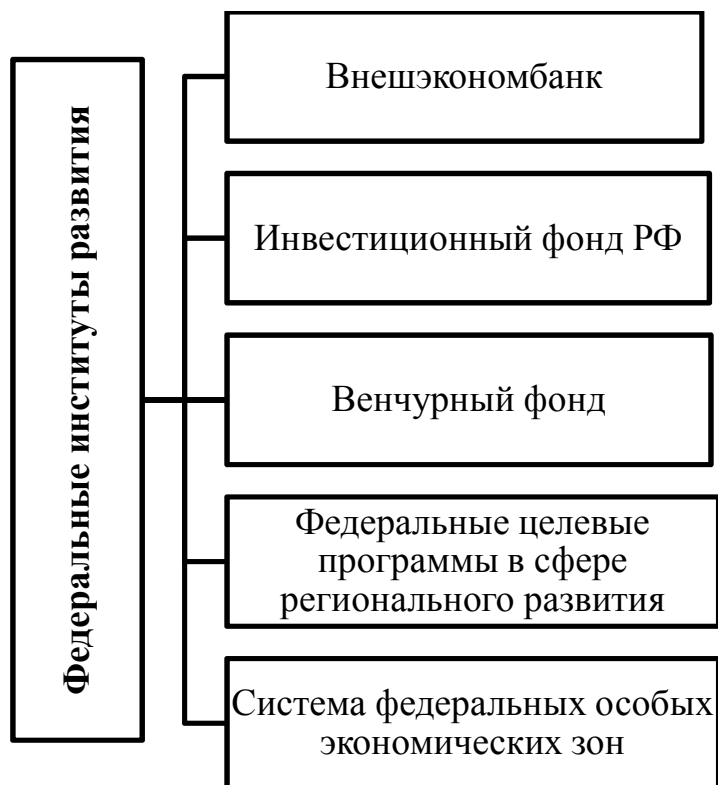 Федеральные институты развития
Внешэкономбанк
Инвестиционный фонд РФ
Венчурный фонд
Федеральные целевые
программы в сфере
регионального развития
Система федеральных особых
экономических зон